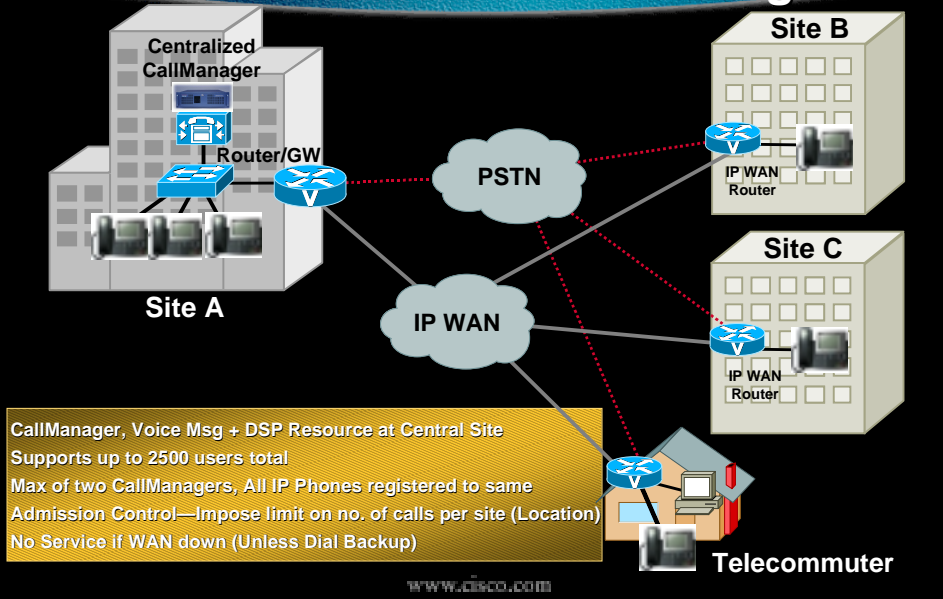 Site B
Centralized
CallManager
Router/GW
PSTN
IP WAN
Router
Site C
Site A
IP WAN
IP WAN
Router
CallManager, Voice Msg + DSP Resource at Central Site
Supports up to 2500 users total
Max of two CallManagers, All IP Phones registered to same
Admission Control—Impose limit on no. of calls per site (Location)
No Service if WAN down (Unless Dial Backup)
Telecommuter
www.cisco.com
V
V
V
V